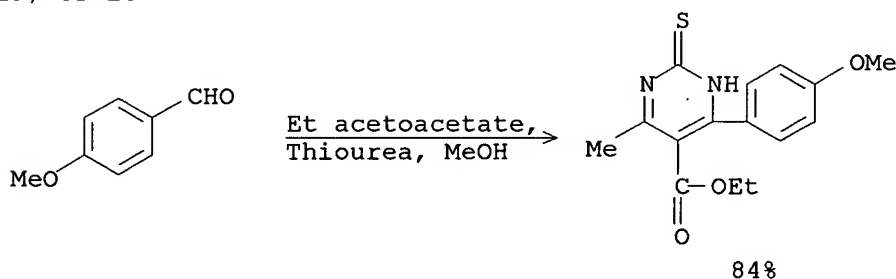 S
OMe
CHO
N
NH
Et acetoacetate,
Thiourea, MeOH
MeO
Me
C—OEt
O
84%